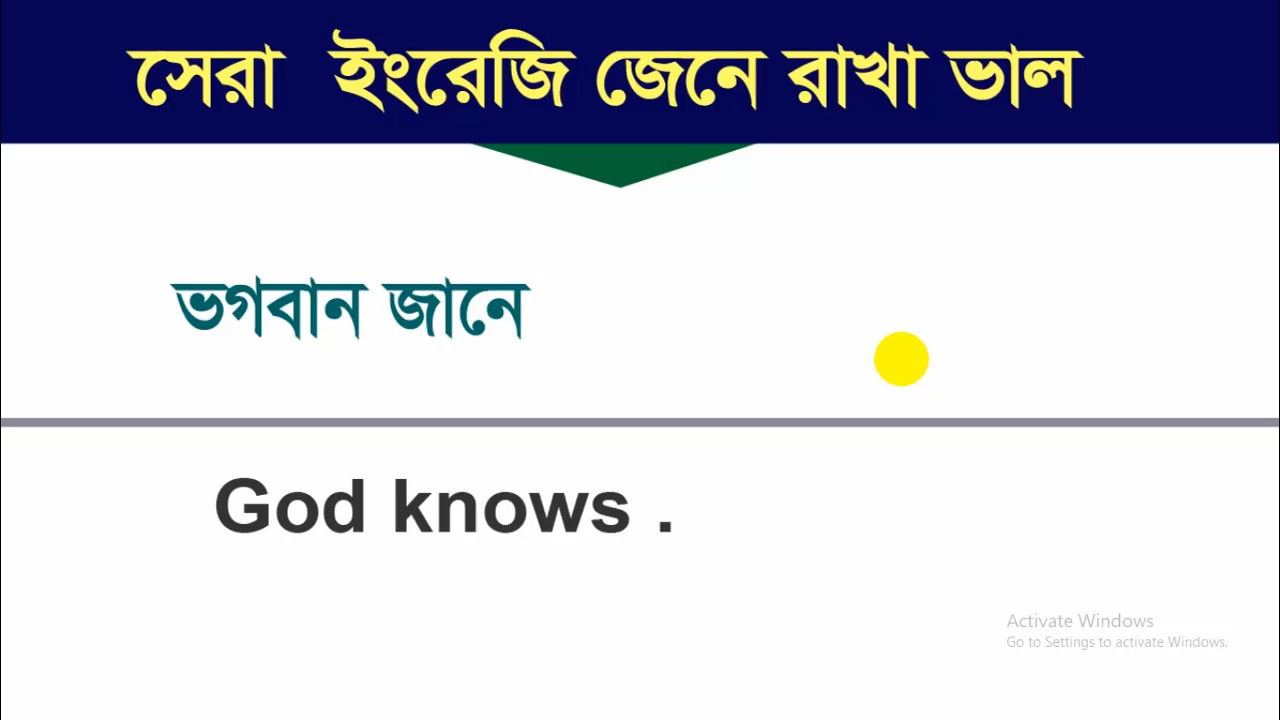 সেরা ইংরেজি জেনে রাখা ভাল
ভগবান জানে
God knows .
Activate Windows
Go to Settings to activate Windows.